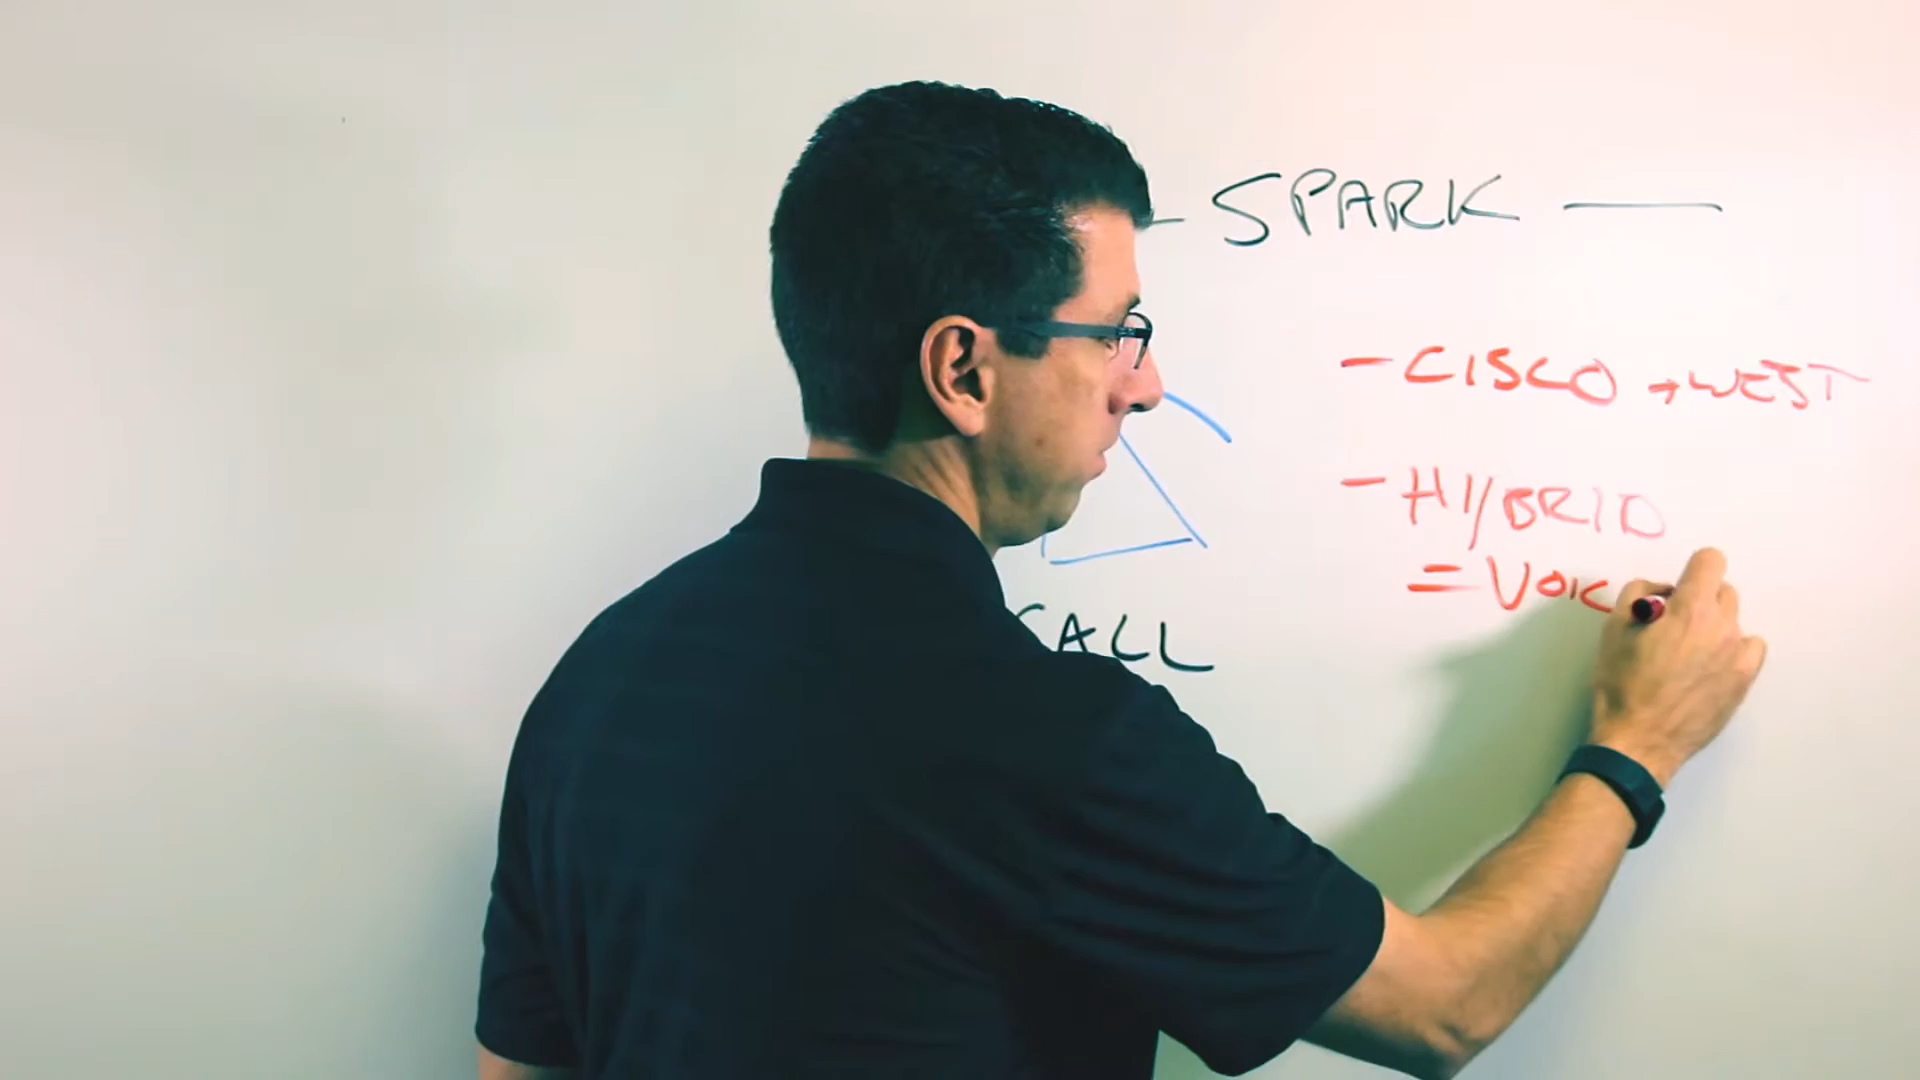 - SPARK —
- CISCO + WEST
- HYBRID
= VOIC
CALL